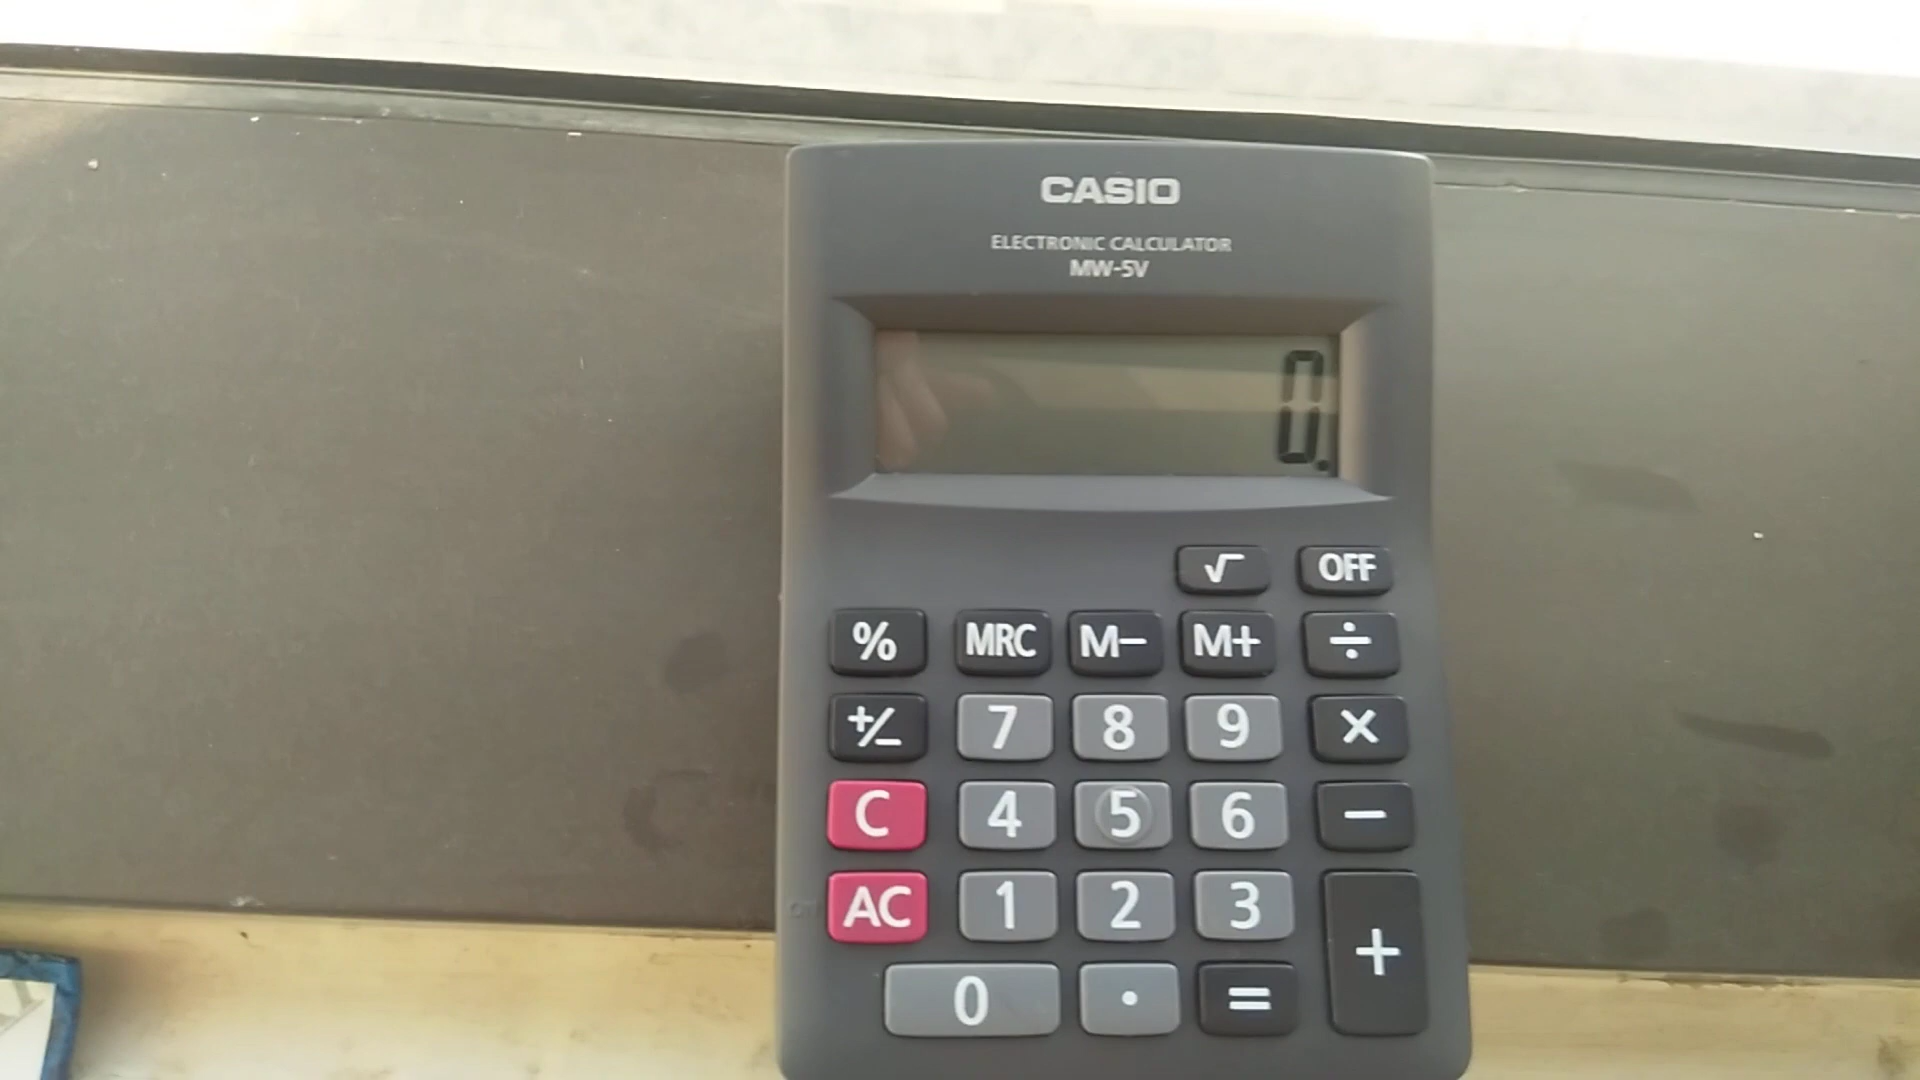 CASIO
ELECTRONIC CALCULATOR
MW-5V
0.
√ OFF
% MRC M− M+ ÷
+/− 7 8 9 ×
C 4 5 6 −
AC 1 2 3 +
0 . =